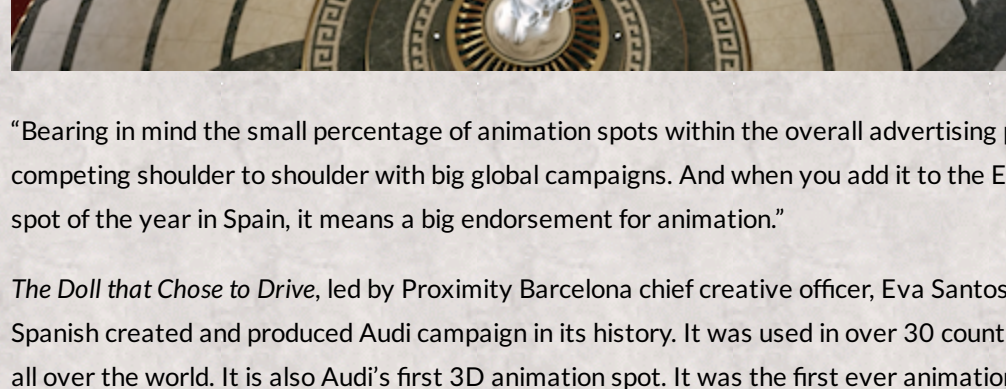 “Bearing in mind the small percentage of animation spots within the overall advertising
competing shoulder to shoulder with big global campaigns. And when you add it to the
spot of the year in Spain, it means a big endorsement for animation.”
The Doll that Chose to Drive, led by Proximity Barcelona chief creative officer, Eva Santos
Spanish created and produced Audi campaign in its history. It was used in over 30
all over the world. It is also Audi’s first 3D animation spot. It was the first ever